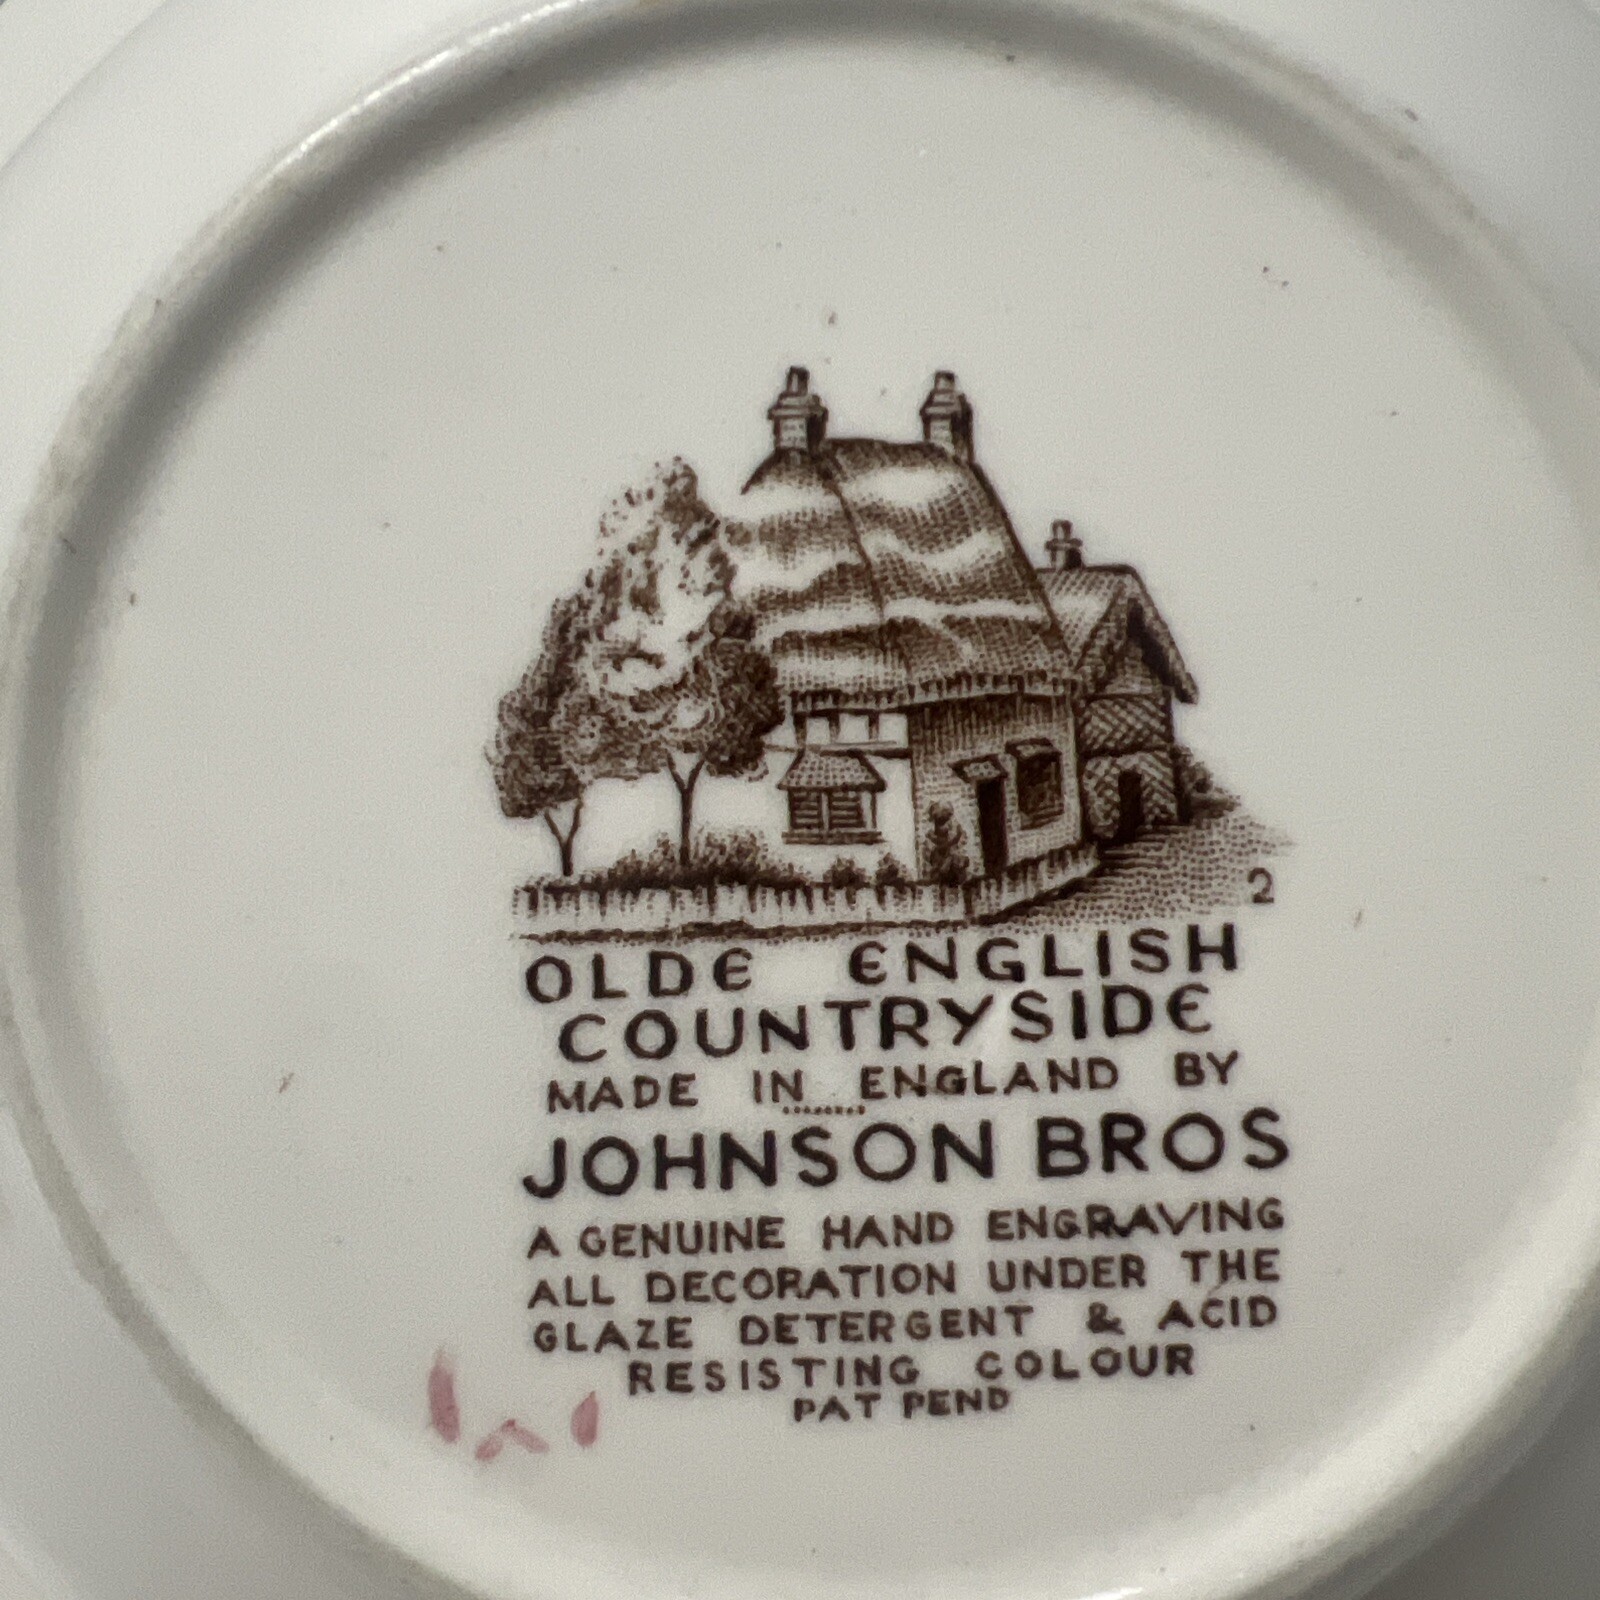 2
OLDE ENGLISH
COUNTRYSIDE
MADE IN ENGLAND BY
JOHNSON BROS
A GENUINE HAND ENGRAVING
ALL DECORATION UNDER THE
GLAZE DETERGENT & ACID
RESISTING COLOUR
PAT PEND